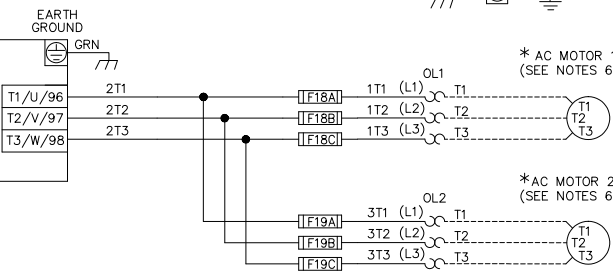 EARTH
GROUND
GRN
T1/U/96 2T1
T2/V/97 2T2
T3/W/98 2T3
F18A 1T1 (L1) OL1 T1
F18B 1T2 (L2) T2
F18C 1T3 (L3) T3
* AC MOTOR 1
(SEE NOTES 6
T1
T2
T3
F19A 3T1 (L1) OL2 T1
F19B 3T2 (L2) T2
F19C 3T3 (L3) T3
* AC MOTOR 2
(SEE NOTES 6
T1
T2
T3